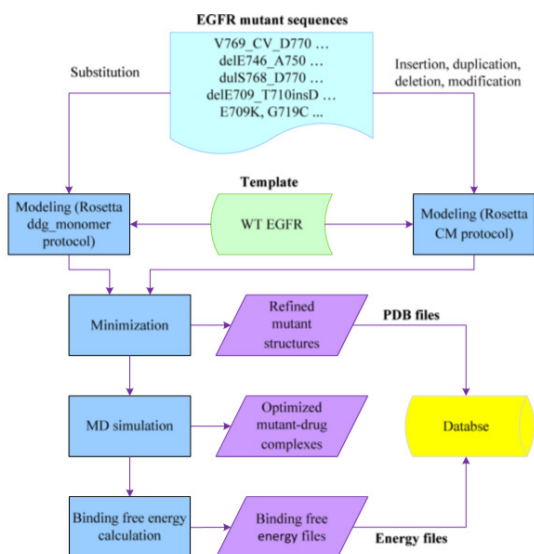 EGFR mutant sequences
V769_CV_D770 ...
delE746_A750 ...
dulS768_D770 ...
delE709_T710insD ...
E709K, G719C ...
Substitution
Insertion, duplication,
deletion, modification
Template
WT EGFR
Modeling (Rosetta
ddg_monomer
protocol)
Modeling (Rosetta
CM protocol)
Minimization
Refined
mutant
structures
PDB files
MD simulation
Optimized
mutant-drug
complexes
Databse
Binding free energy
calculation
Binding free
energy files
Energy files